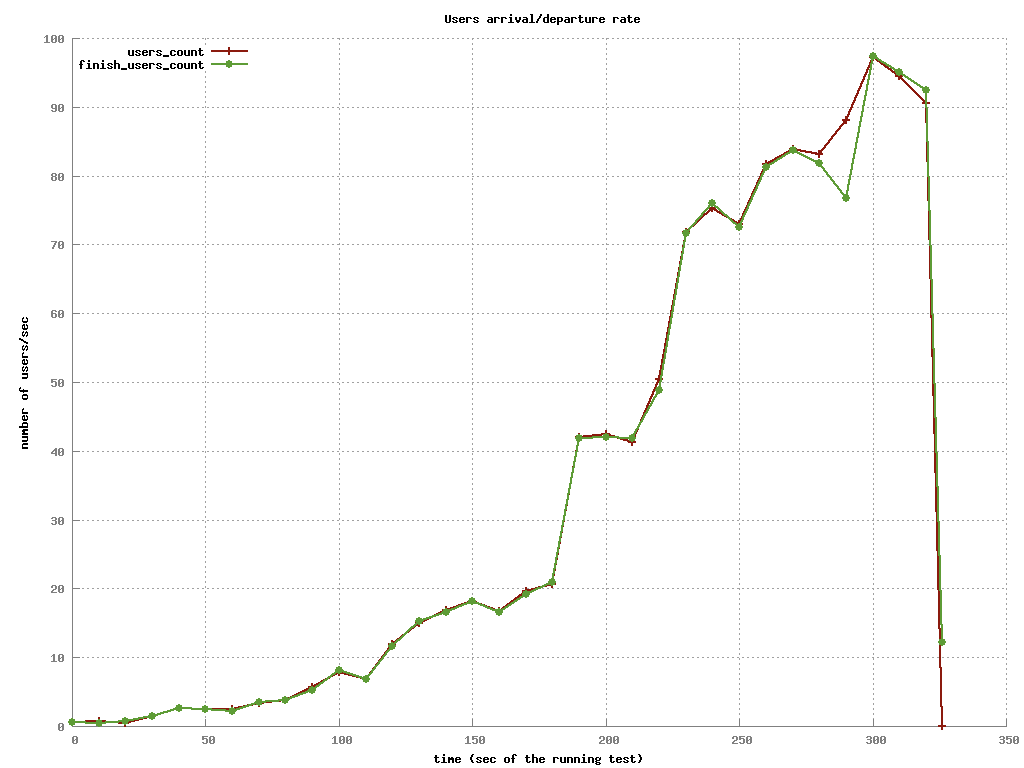 Users arrival/departure rate
users_count
finish_users_count
100
90
80
70
60
50
40
30
20
10
0
number of users/sec
0 50 100 150 200 250 300 350
time (sec of the running test)